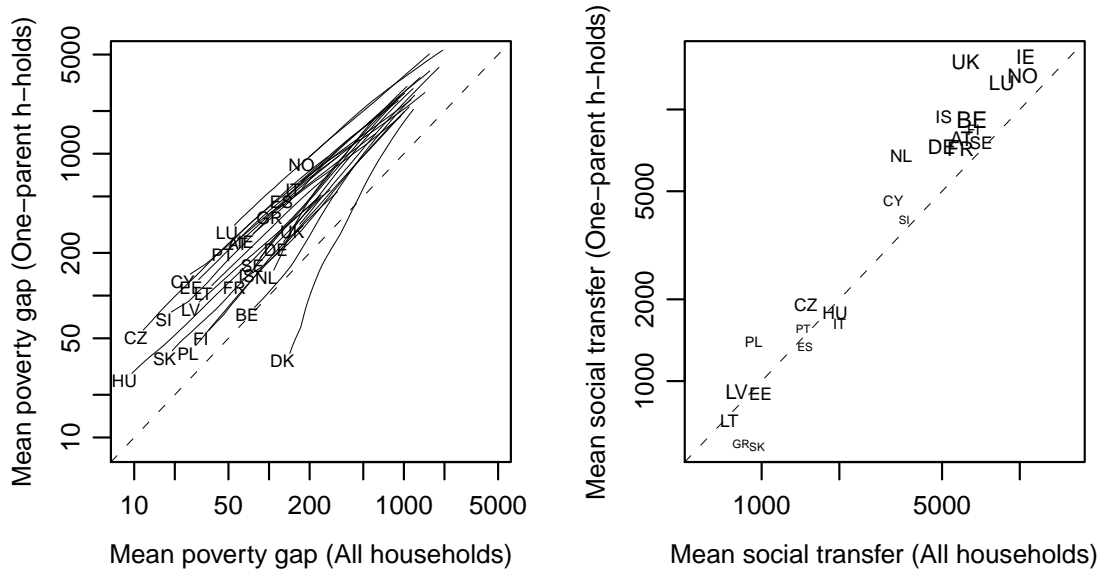 Mean poverty gap (One−parent h−holds)
5000
1000
200
50
10
NO
IT
ES
GR
LU
UK
AT
IE
PT
DE
SE
IS
NL
CY
EE
LT
FR
LV
BE
SI
CZ
FI
SK
PL
DK
HU
10
50
200
1000
5000
Mean poverty gap (All households)
Mean social transfer (One−parent h−holds)
5000
2000
1000
UK
IE
NO
LU
IS
BE
FI
AT
SE
DE
FR
NL
CY
SI
CZ
HU
IT
PT
PL
ES
LV
EE
LT
GR
SK
1000
5000
Mean social transfer (All households)